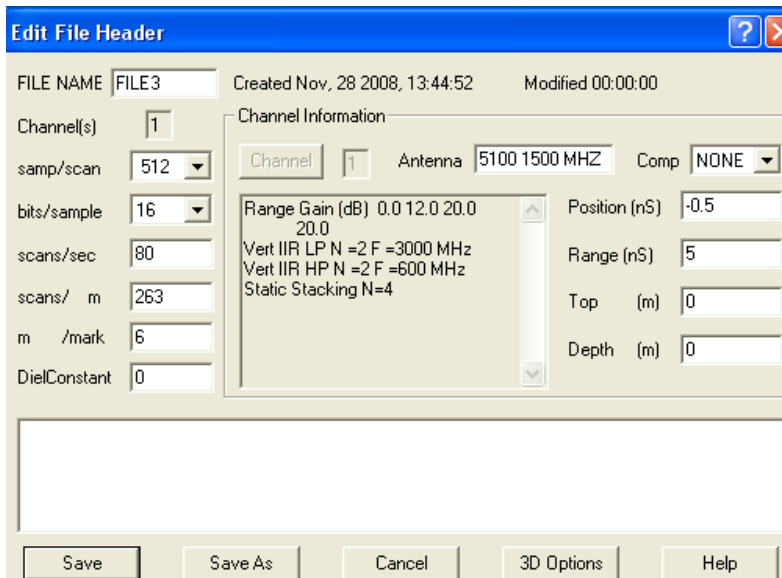 Edit File Header
FILE NAME FILE3 Created Nov, 28 2008, 13:44:52 Modified 00:00:00
Channel(s) 1
samp/scan 512
bits/sample 16
scans/sec 80
scans/ m 263
m /mark 6
DielConstant 0
Channel Information
Channel 1 Antenna 5100 1500 MHZ Comp NONE
Range Gain (dB) 0.0 12.0 20.0
20.0
Vert IIR LP N =2 F =3000 MHz
Vert IIR HP N =2 F =600 MHz
Static Stacking N=4
Position (nS) -0.5
Range (nS) 5
Top (m) 0
Depth (m) 0
Save Save As Cancel 3D Options Help